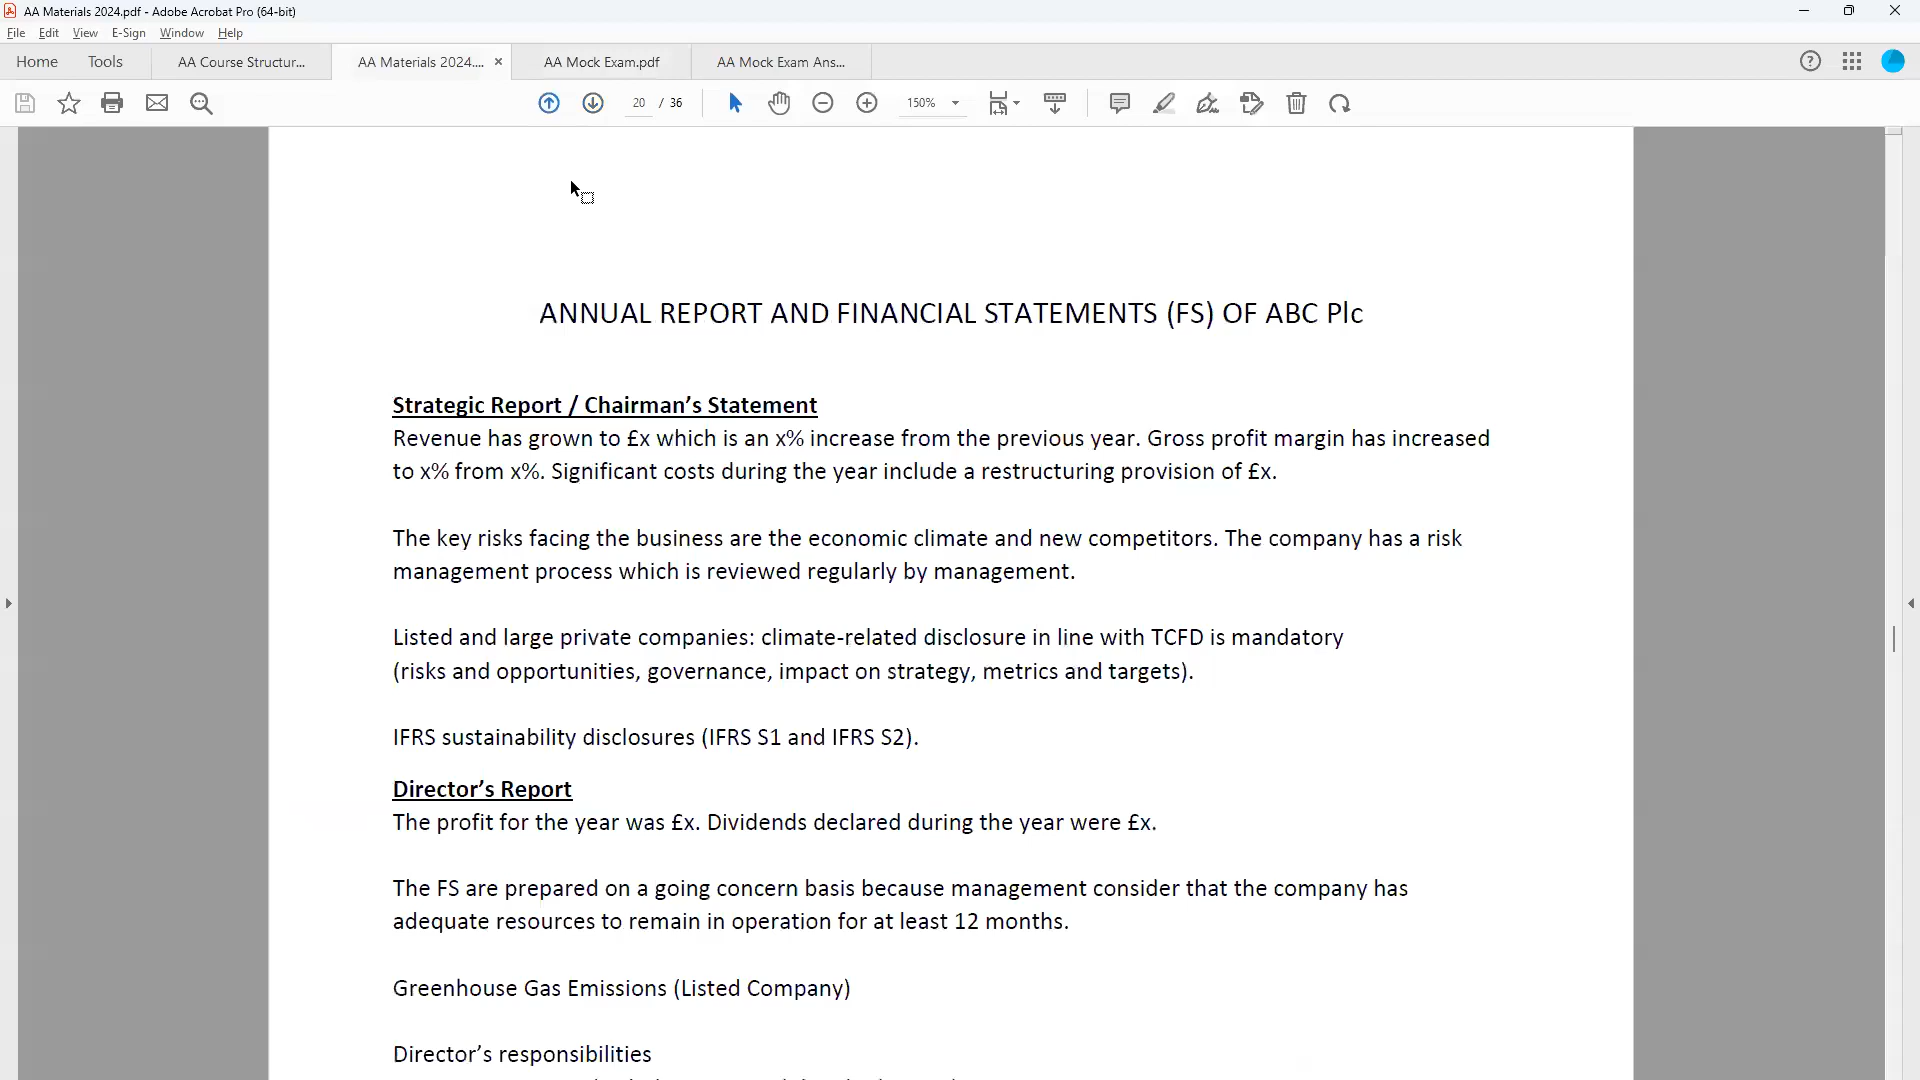 AA Materials 2024.pdf - Adobe Acrobat Pro (64-bit)
File Edit View E-Sign Window Help
Home Tools AA Course Structur... AA Materials 2024.... × AA Mock Exam.pdf AA Mock Exam Ans...
20 / 36 150%
ANNUAL REPORT AND FINANCIAL STATEMENTS (FS) OF ABC Plc
Strategic Report / Chairman's Statement
Revenue has grown to £x which is an x% increase from the previous year. Gross profit margin has increased
to x% from x%. Significant costs during the year include a restructuring provision of £x.
The key risks facing the business are the economic climate and new competitors. The company has a risk
management process which is reviewed regularly by management.
Listed and large private companies: climate-related disclosure in line with TCFD is mandatory
(risks and opportunities, governance, impact on strategy, metrics and targets).
IFRS sustainability disclosures (IFRS S1 and IFRS S2).
Director's Report
The profit for the year was £x. Dividends declared during the year were £x.
The FS are prepared on a going concern basis because management consider that the company has
adequate resources to remain in operation for at least 12 months.
Greenhouse Gas Emissions (Listed Company)
Director's responsibilities